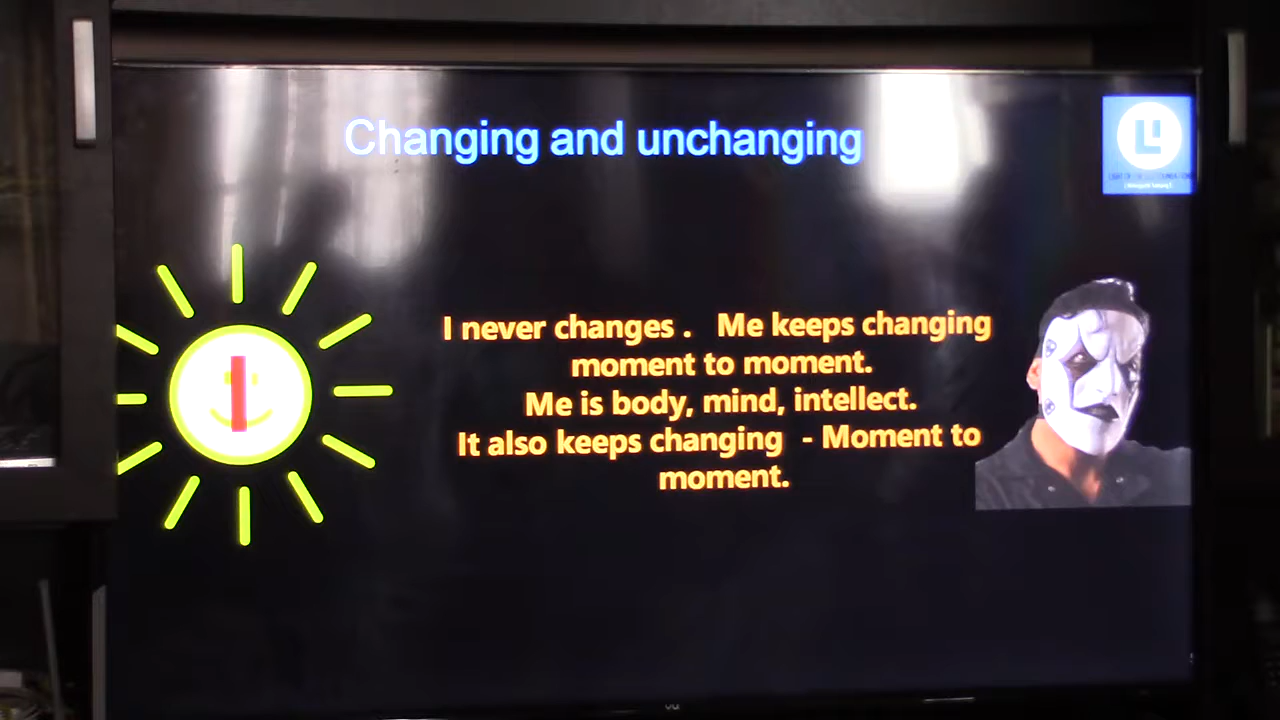 Changing and unchanging
I never changes . Me keeps changing
moment to moment.
Me is body, mind, intellect.
It also keeps changing - Moment to
moment.
I